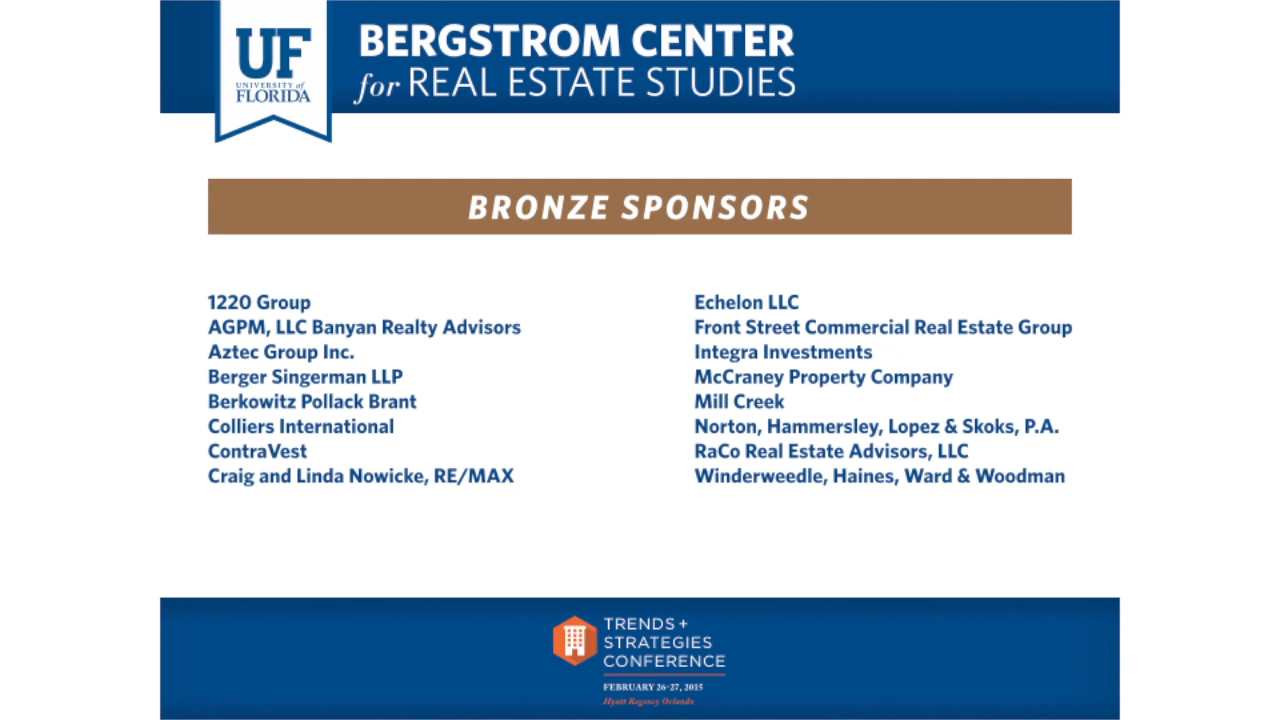 UF
UNIVERSITY of
FLORIDA
BERGSTROM CENTER
for REAL ESTATE STUDIES
BRONZE SPONSORS
1220 Group
AGPM, LLC Banyan Realty Advisors
Aztec Group Inc.
Berger Singerman LLP
Berkowitz Pollack Brant
Colliers International
ContraVest
Craig and Linda Nowicke, RE/MAX
Echelon LLC
Front Street Commercial Real Estate Group
Integra Investments
McCraney Property Company
Mill Creek
Norton, Hammersley, Lopez & Skoks, P.A.
RaCo Real Estate Advisors, LLC
Winderweedle, Haines, Ward & Woodman
TRENDS +
STRATEGIES
CONFERENCE
FEBRUARY 26-27, 2015
Hyatt Regency Orlando